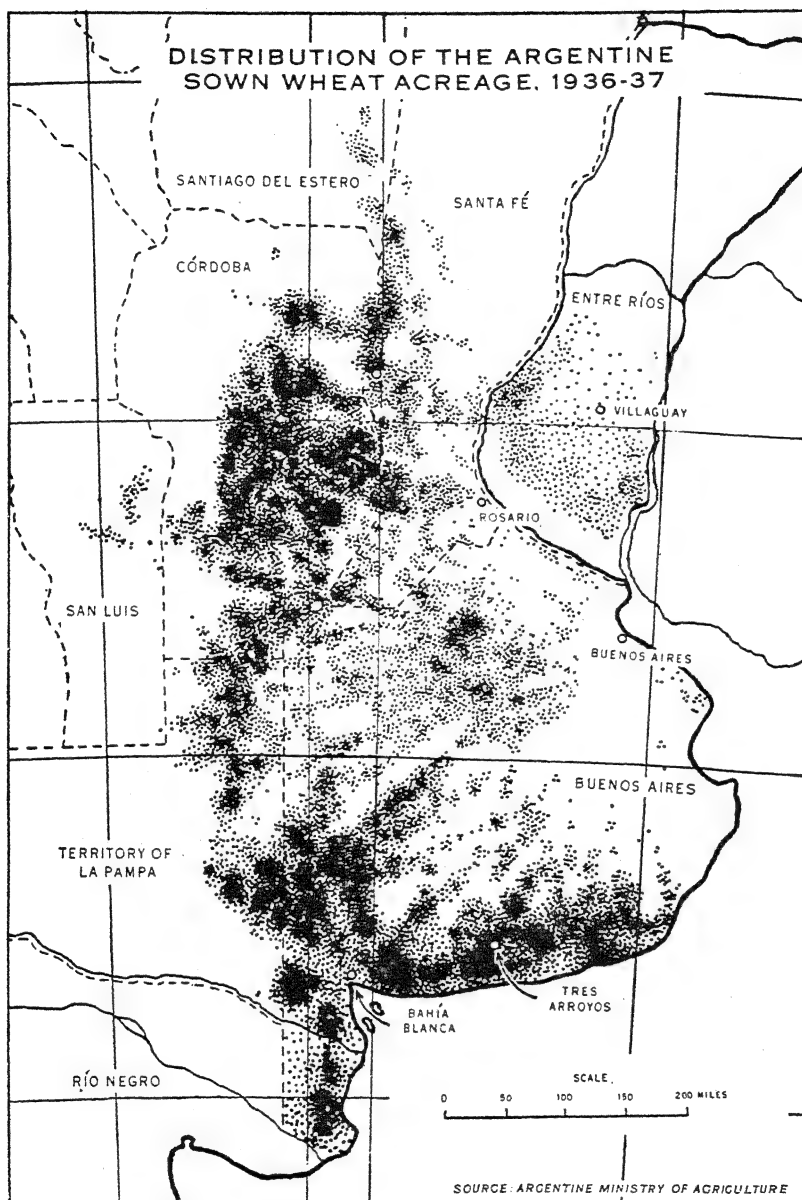 DISTRIBUTION OF THE ARGENTINE
SOWN WHEAT ACREAGE, 1936-37
SANTIAGO DEL ESTERO
SANTA FÉ
CÓRDOBA
ENTRE RÍOS
VILLAGUAY
ROSARIO
SAN LUIS
BUENOS AIRES
BUENOS AIRES
TERRITORY OF
LA PAMPA
TRES
ARROYOS
BAHÍA
BLANCA
RÍO NEGRO
SCALE
0 50 100 150 200 MILES
SOURCE: ARGENTINE MINISTRY OF AGRICULTURE